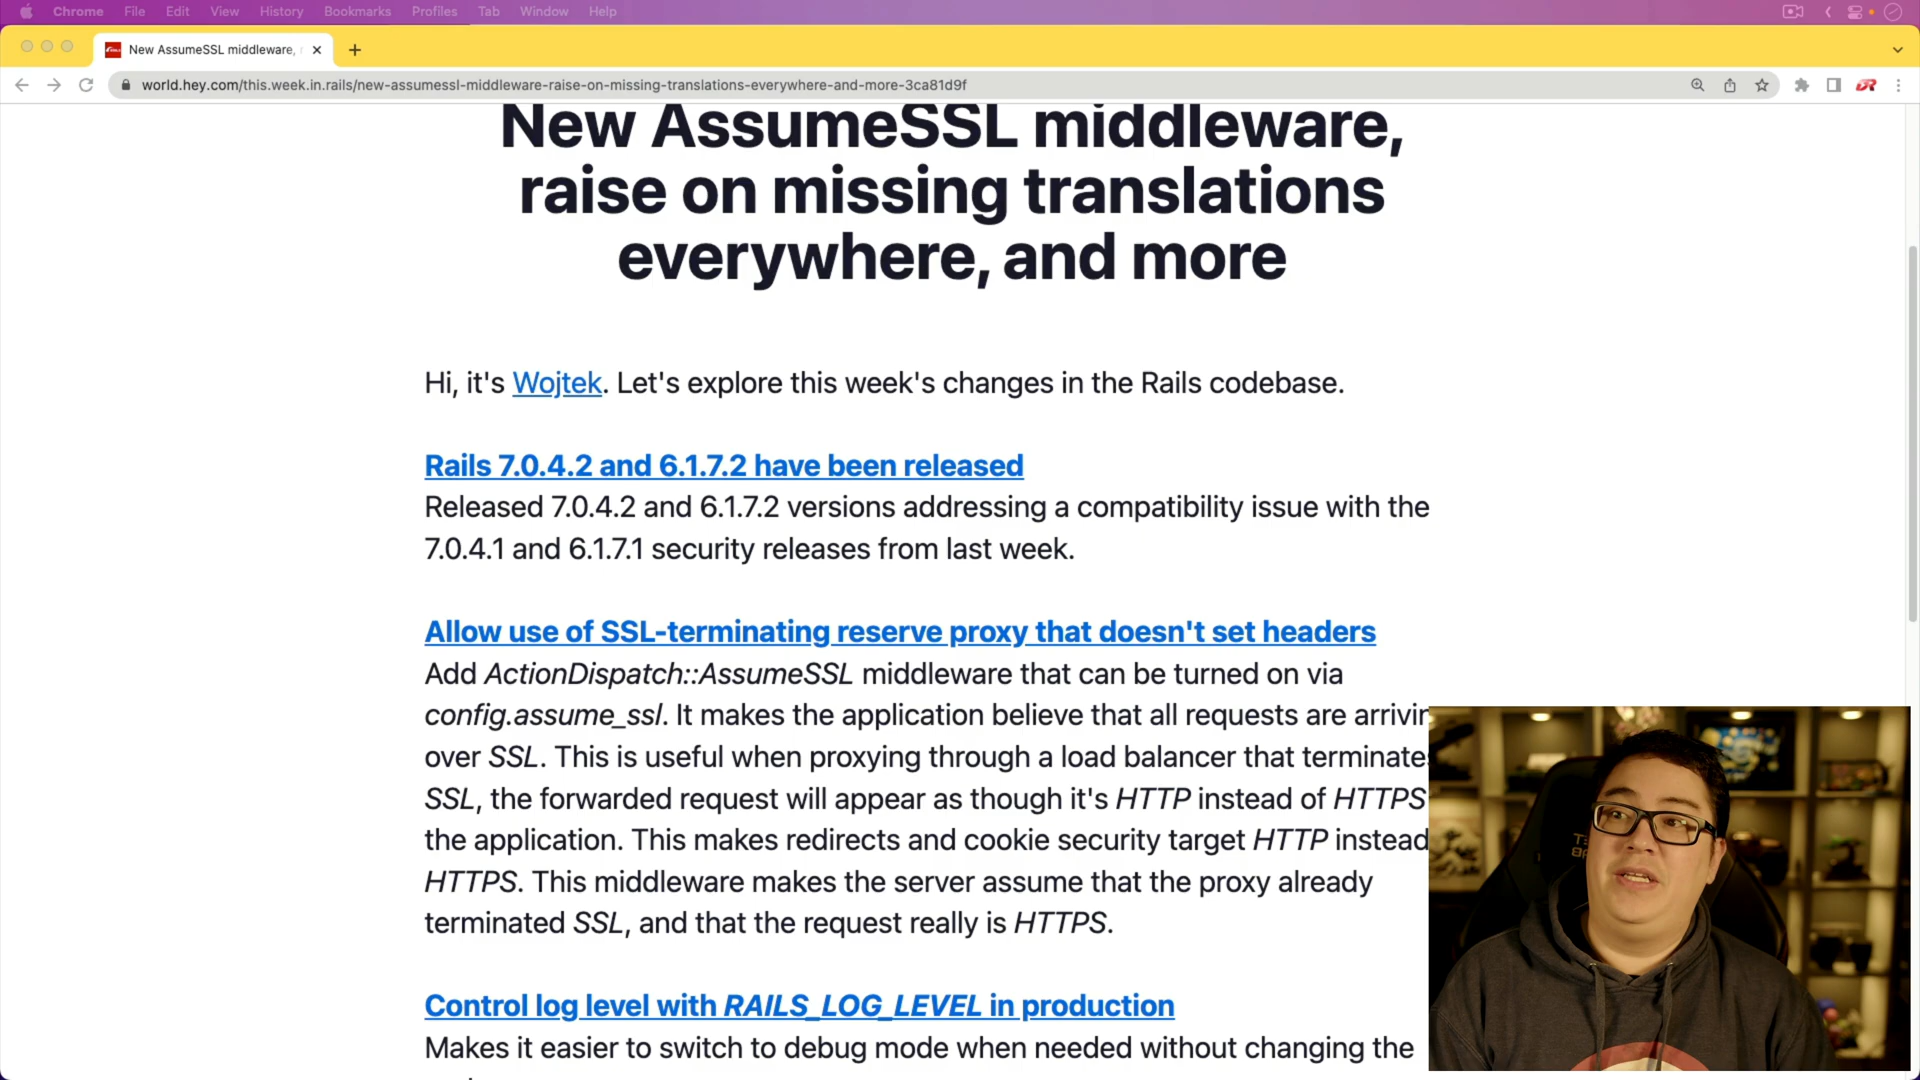 Chrome File Edit View History Bookmarks Profiles Tab Window Help
New AssumeSSL middleware,
world.hey.com/this.week.in.rails/new-assumessl-middleware-raise-on-missing-translations-everywhere-and-more-3ca81d9f
New AssumeSSL middleware,
raise on missing translations
everywhere, and more
Hi, it's Wojtek. Let's explore this week's changes in the Rails codebase.
Rails 7.0.4.2 and 6.1.7.2 have been released
Released 7.0.4.2 and 6.1.7.2 versions addressing a compatibility issue with the
7.0.4.1 and 6.1.7.1 security releases from last week.
Allow use of SSL-terminating reserve proxy that doesn't set headers
Add ActionDispatch::AssumeSSL middleware that can be turned on via
config.assume_ssl. It makes the application believe that all requests are arrivin
over SSL. This is useful when proxying through a load balancer that terminates
SSL, the forwarded request will appear as though it's HTTP instead of HTTPS
the application. This makes redirects and cookie security target HTTP instead
HTTPS. This middleware makes the server assume that the proxy already
terminated SSL, and that the request really is HTTPS.
Control log level with RAILS_LOG_LEVEL in production
Makes it easier to switch to debug mode when needed without changing the